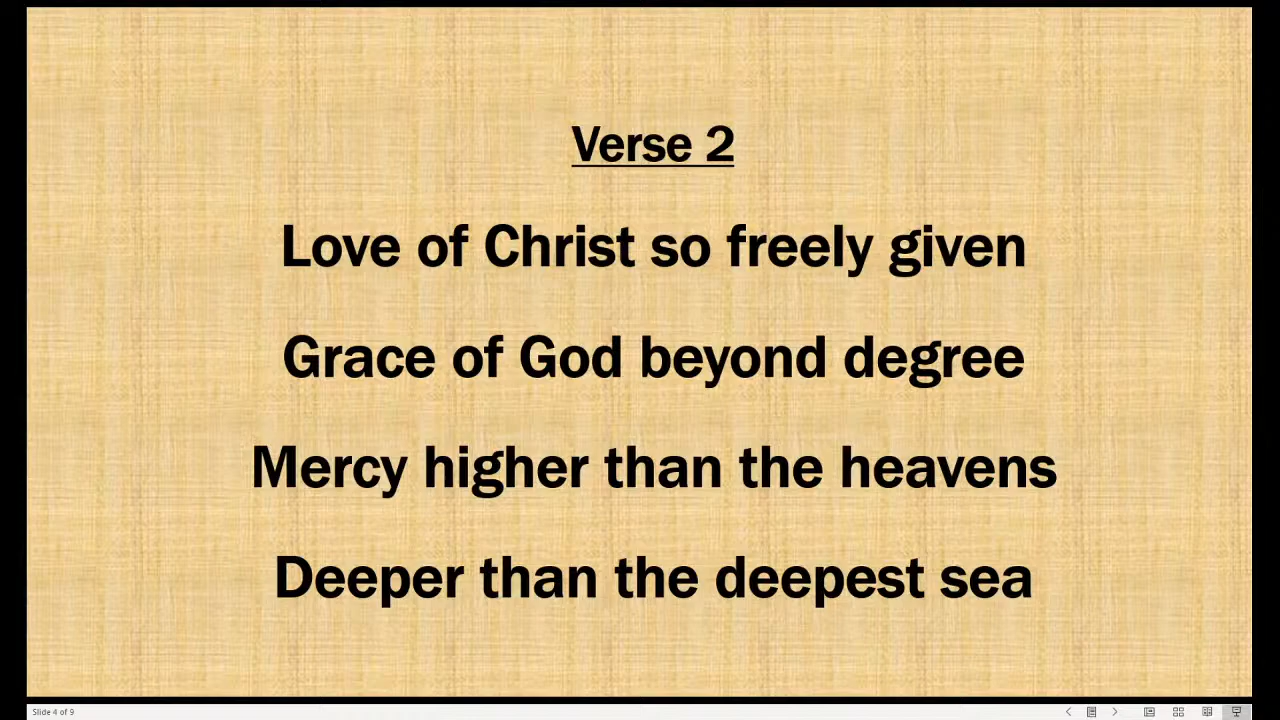 Verse 2
Love of Christ so freely given
Grace of God beyond degree
Mercy higher than the heavens
Deeper than the deepest sea
Slide 4 of 9